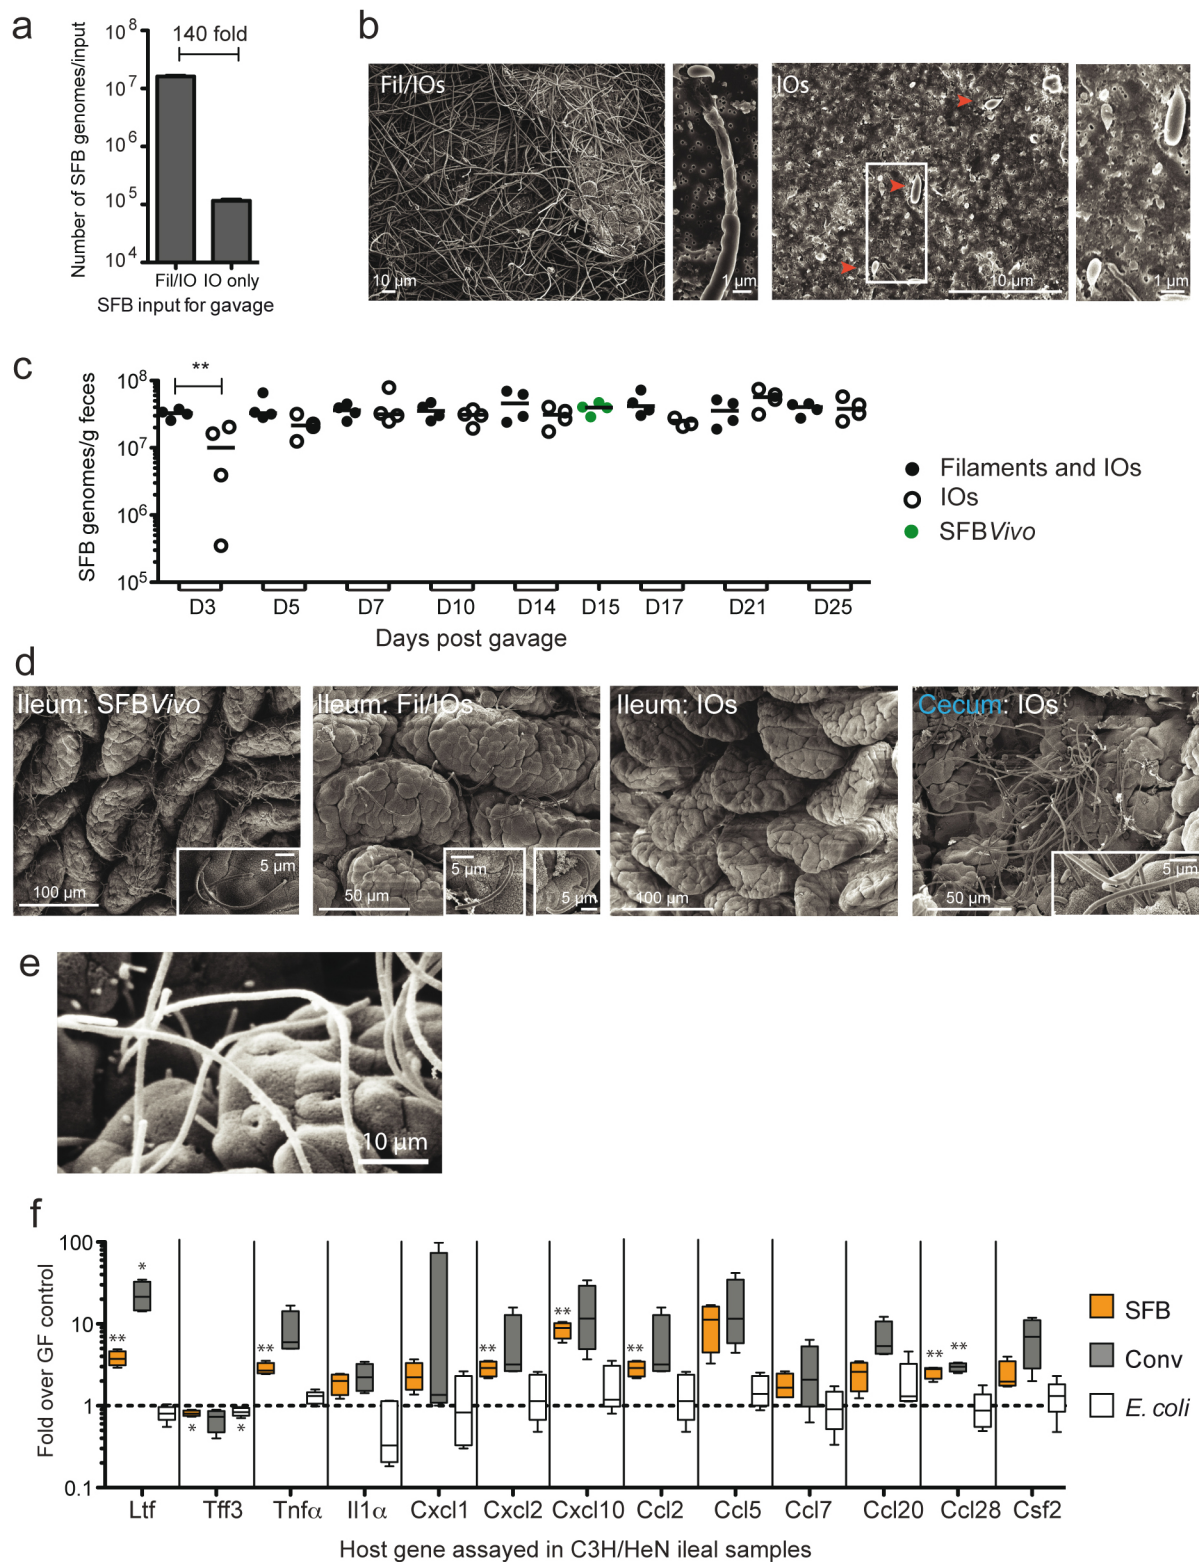 a
Number of SFB genomes/input
10⁸
10⁷
10⁶
10⁵
10⁴
140 fold
Fil/IO IO only
SFB input for gavage
b
Fil/IOs
10 µm
1 µm
IOs
10 µm
1 µm
c
SFB genomes/g feces
10⁸
10⁷
10⁶
10⁵
**
D3 D5 D7 D10 D14 D15 D17 D21 D25
Days post gavage
Filaments and IOs
IOs
SFBVivo
d
Ileum: SFBVivo
100 µm
5 µm
Ileum: Fil/IOs
50 µm
5 µm
5 µm
Ileum: IOs
100 µm
Cecum: IOs
50 µm
5 µm
e
10 µm
f
Fold over GF control
100
10
1
0.1
** * * * ** ** ** ** ** **
Ltf Tff3 Tnfα Il1α Cxcl1 Cxcl2 Cxcl10 Ccl2 Ccl5 Ccl7 Ccl20 Ccl28 Csf2
Host gene assayed in C3H/HeN ileal samples
SFB
Conv
E. coli